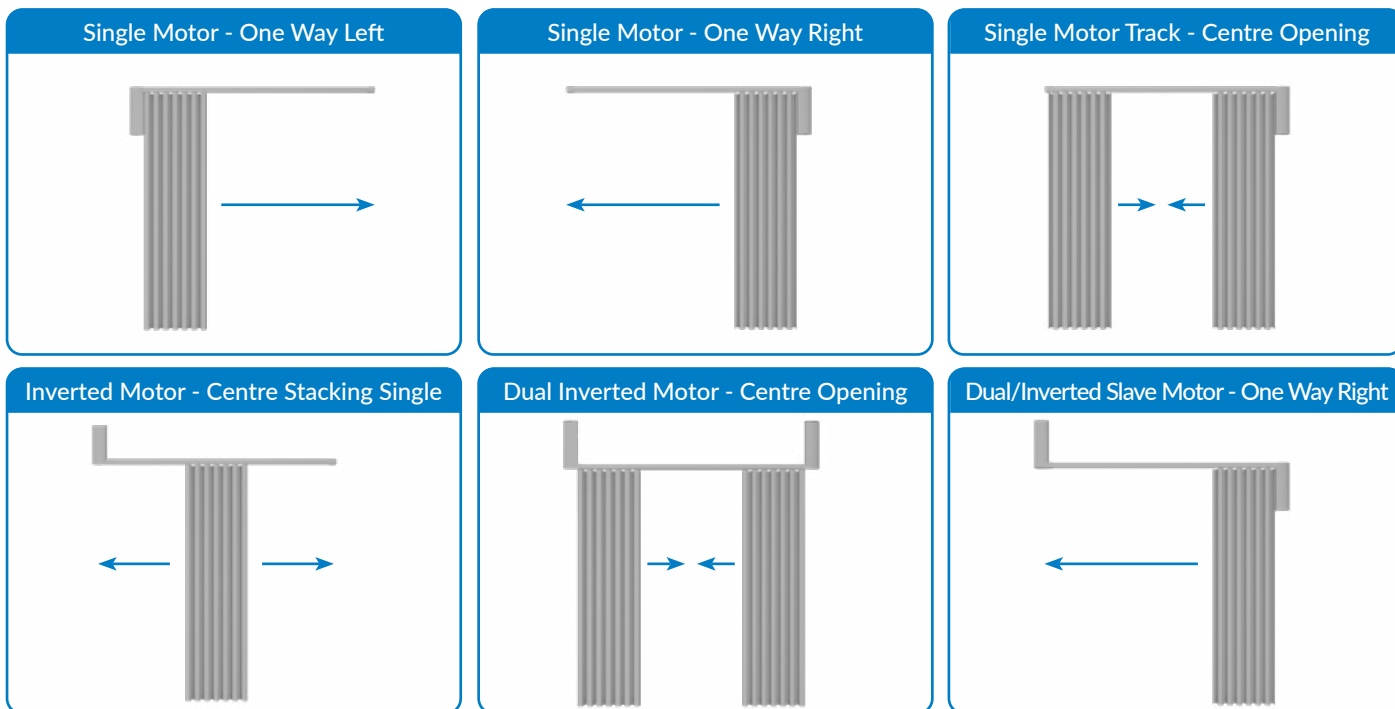 Single Motor - One Way Left
Single Motor - One Way Right
Single Motor Track - Centre Opening
Inverted Motor - Centre Stacking Single
Dual Inverted Motor - Centre Opening
Dual/Inverted Slave Motor - One Way Right